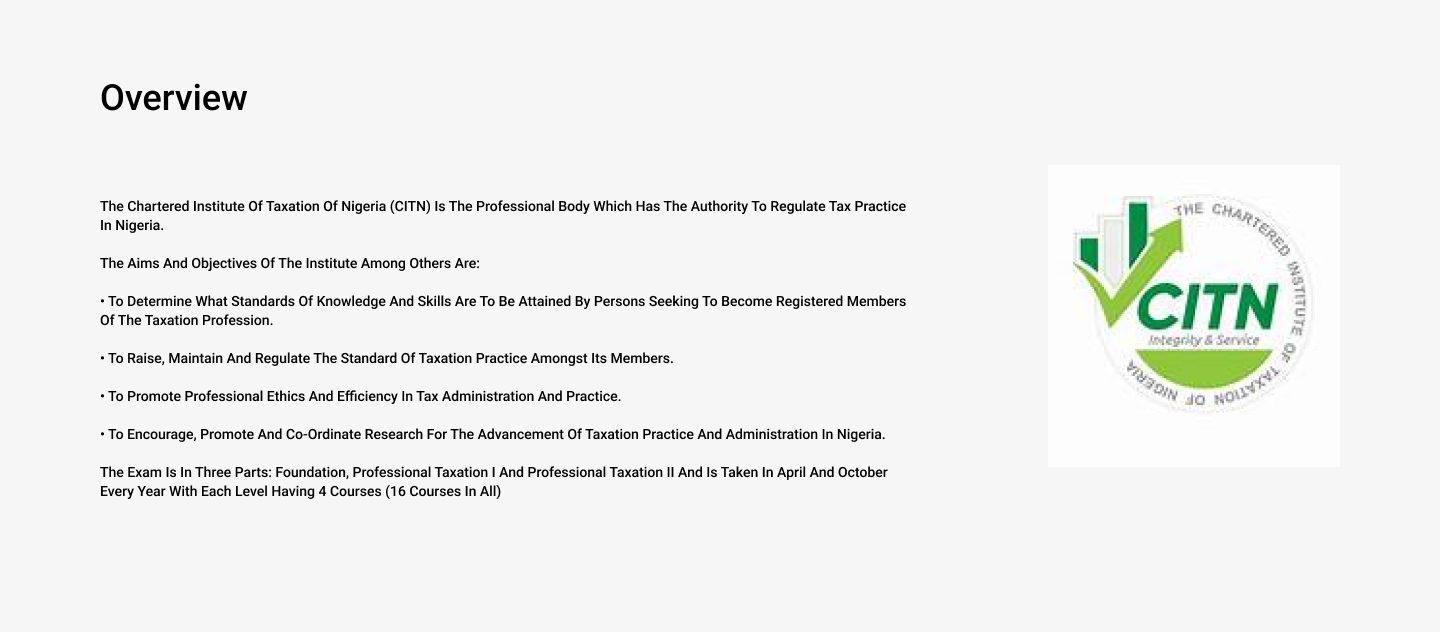 Overview
The Chartered Institute Of Taxation Of Nigeria (CITN) Is The Professional Body Which Has The Authority To Regulate Tax Practice
In Nigeria.
The Aims And Objectives Of The Institute Among Others Are:
• To Determine What Standards Of Knowledge And Skills Are To Be Attained By Persons Seeking To Become Registered Members
Of The Taxation Profession.
• To Raise, Maintain And Regulate The Standard Of Taxation Practice Amongst Its Members.
• To Promote Professional Ethics And Efficiency In Tax Administration And Practice.
• To Encourage, Promote And Co-Ordinate Research For The Advancement Of Taxation Practice And Administration In Nigeria.
The Exam Is In Three Parts: Foundation, Professional Taxation I And Professional Taxation II And Is Taken In April And October
Every Year With Each Level Having 4 Courses (16 Courses In All)
THE CHARTERED INSTITUTE OF TAXATION OF NIGERIA
CITN
Integrity & Service